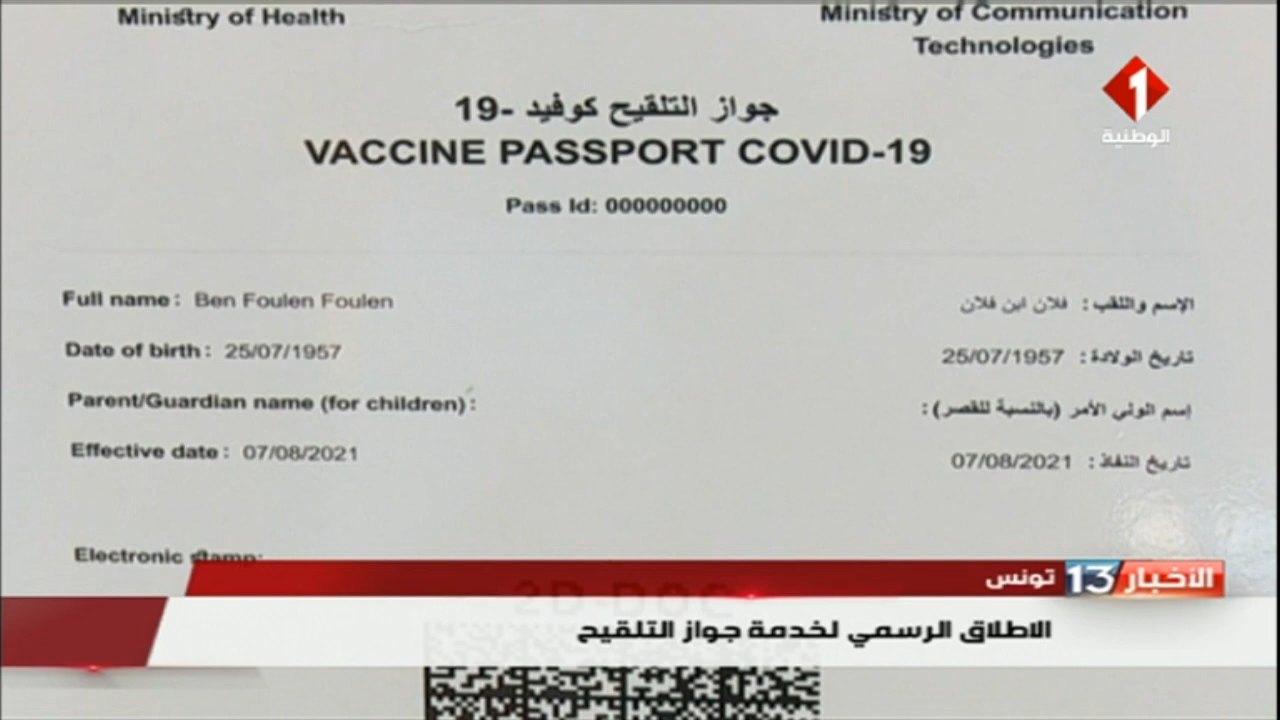 Ministry of Health
Ministry of Communication
Technologies
1
الوطنية
جواز التلقيح كوفيد -19
VACCINE PASSPORT COVID-19
Pass Id: 000000000
Full name: Ben Foulen Foulen
الإسم واللقب: فلان ابن فلان
Date of birth: 25/07/1957
تاريخ الولادة: 25/07/1957
Parent/Guardian name (for children):
إسم الولي الأمر (بالنسبة للقصر):
Effective date: 07/08/2021
تاريخ النفاذ: 07/08/2021
Electronic stamp:
الأخبار 13 تونس
2D-DOC
الاطلاق الرسمي لخدمة جواز التلقيح